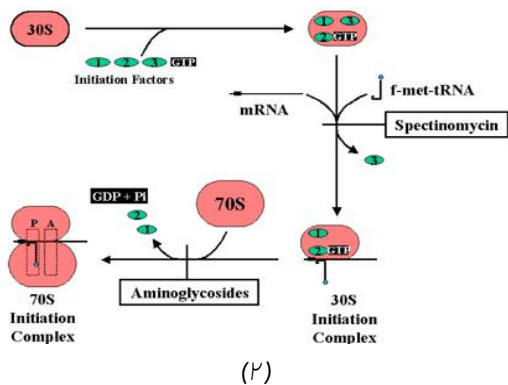 30S
1 2 3 GTP
Initiation Factors
1 3
2 GTP
mRNA
f-met-tRNA
Spectinomycin
3
GDP + Pi
2
1
70S
P A
1
2 GTP
Aminoglycosides
70S
Initiation
Complex
30S
Initiation
Complex
(۲)